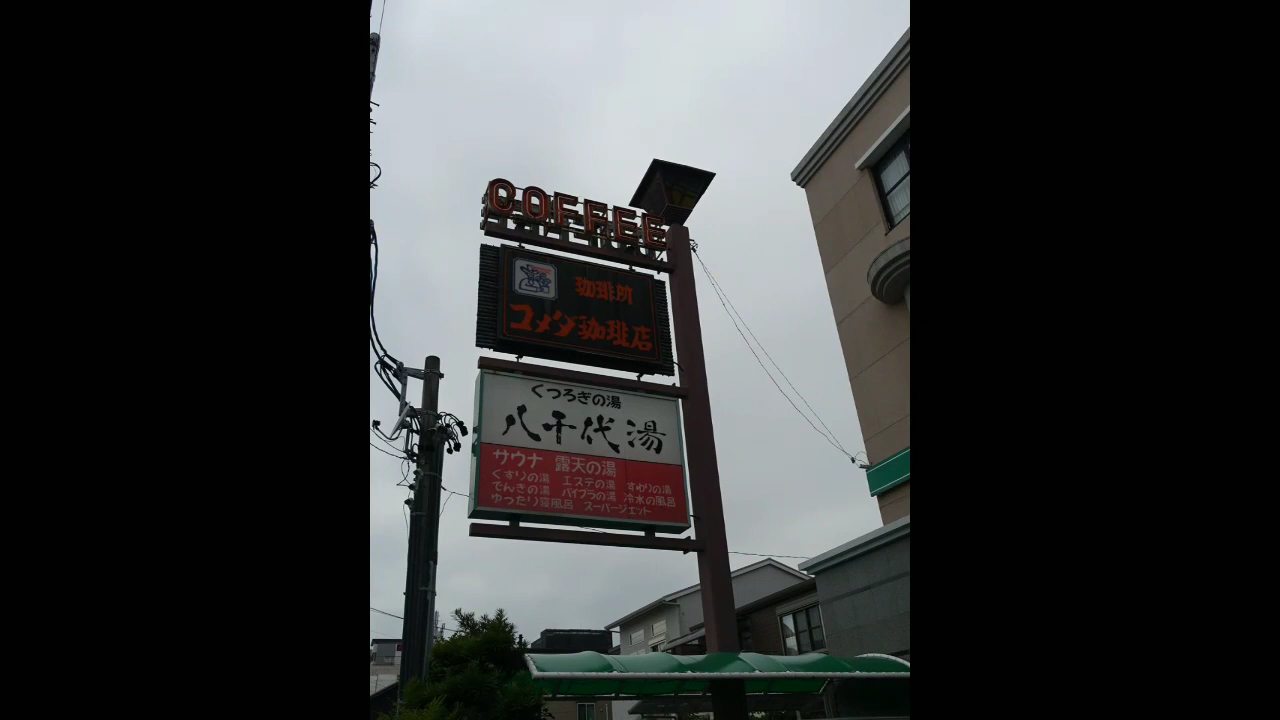 COFFEE
珈琲所
コメダ珈琲店
くつろぎの湯
八千代湯
サウナ 露天の湯
くすりの湯 エステの湯 すわりの湯
でんきの湯 バイブラの湯 冷水の風呂
ゆったり寝風呂 スーパージェット